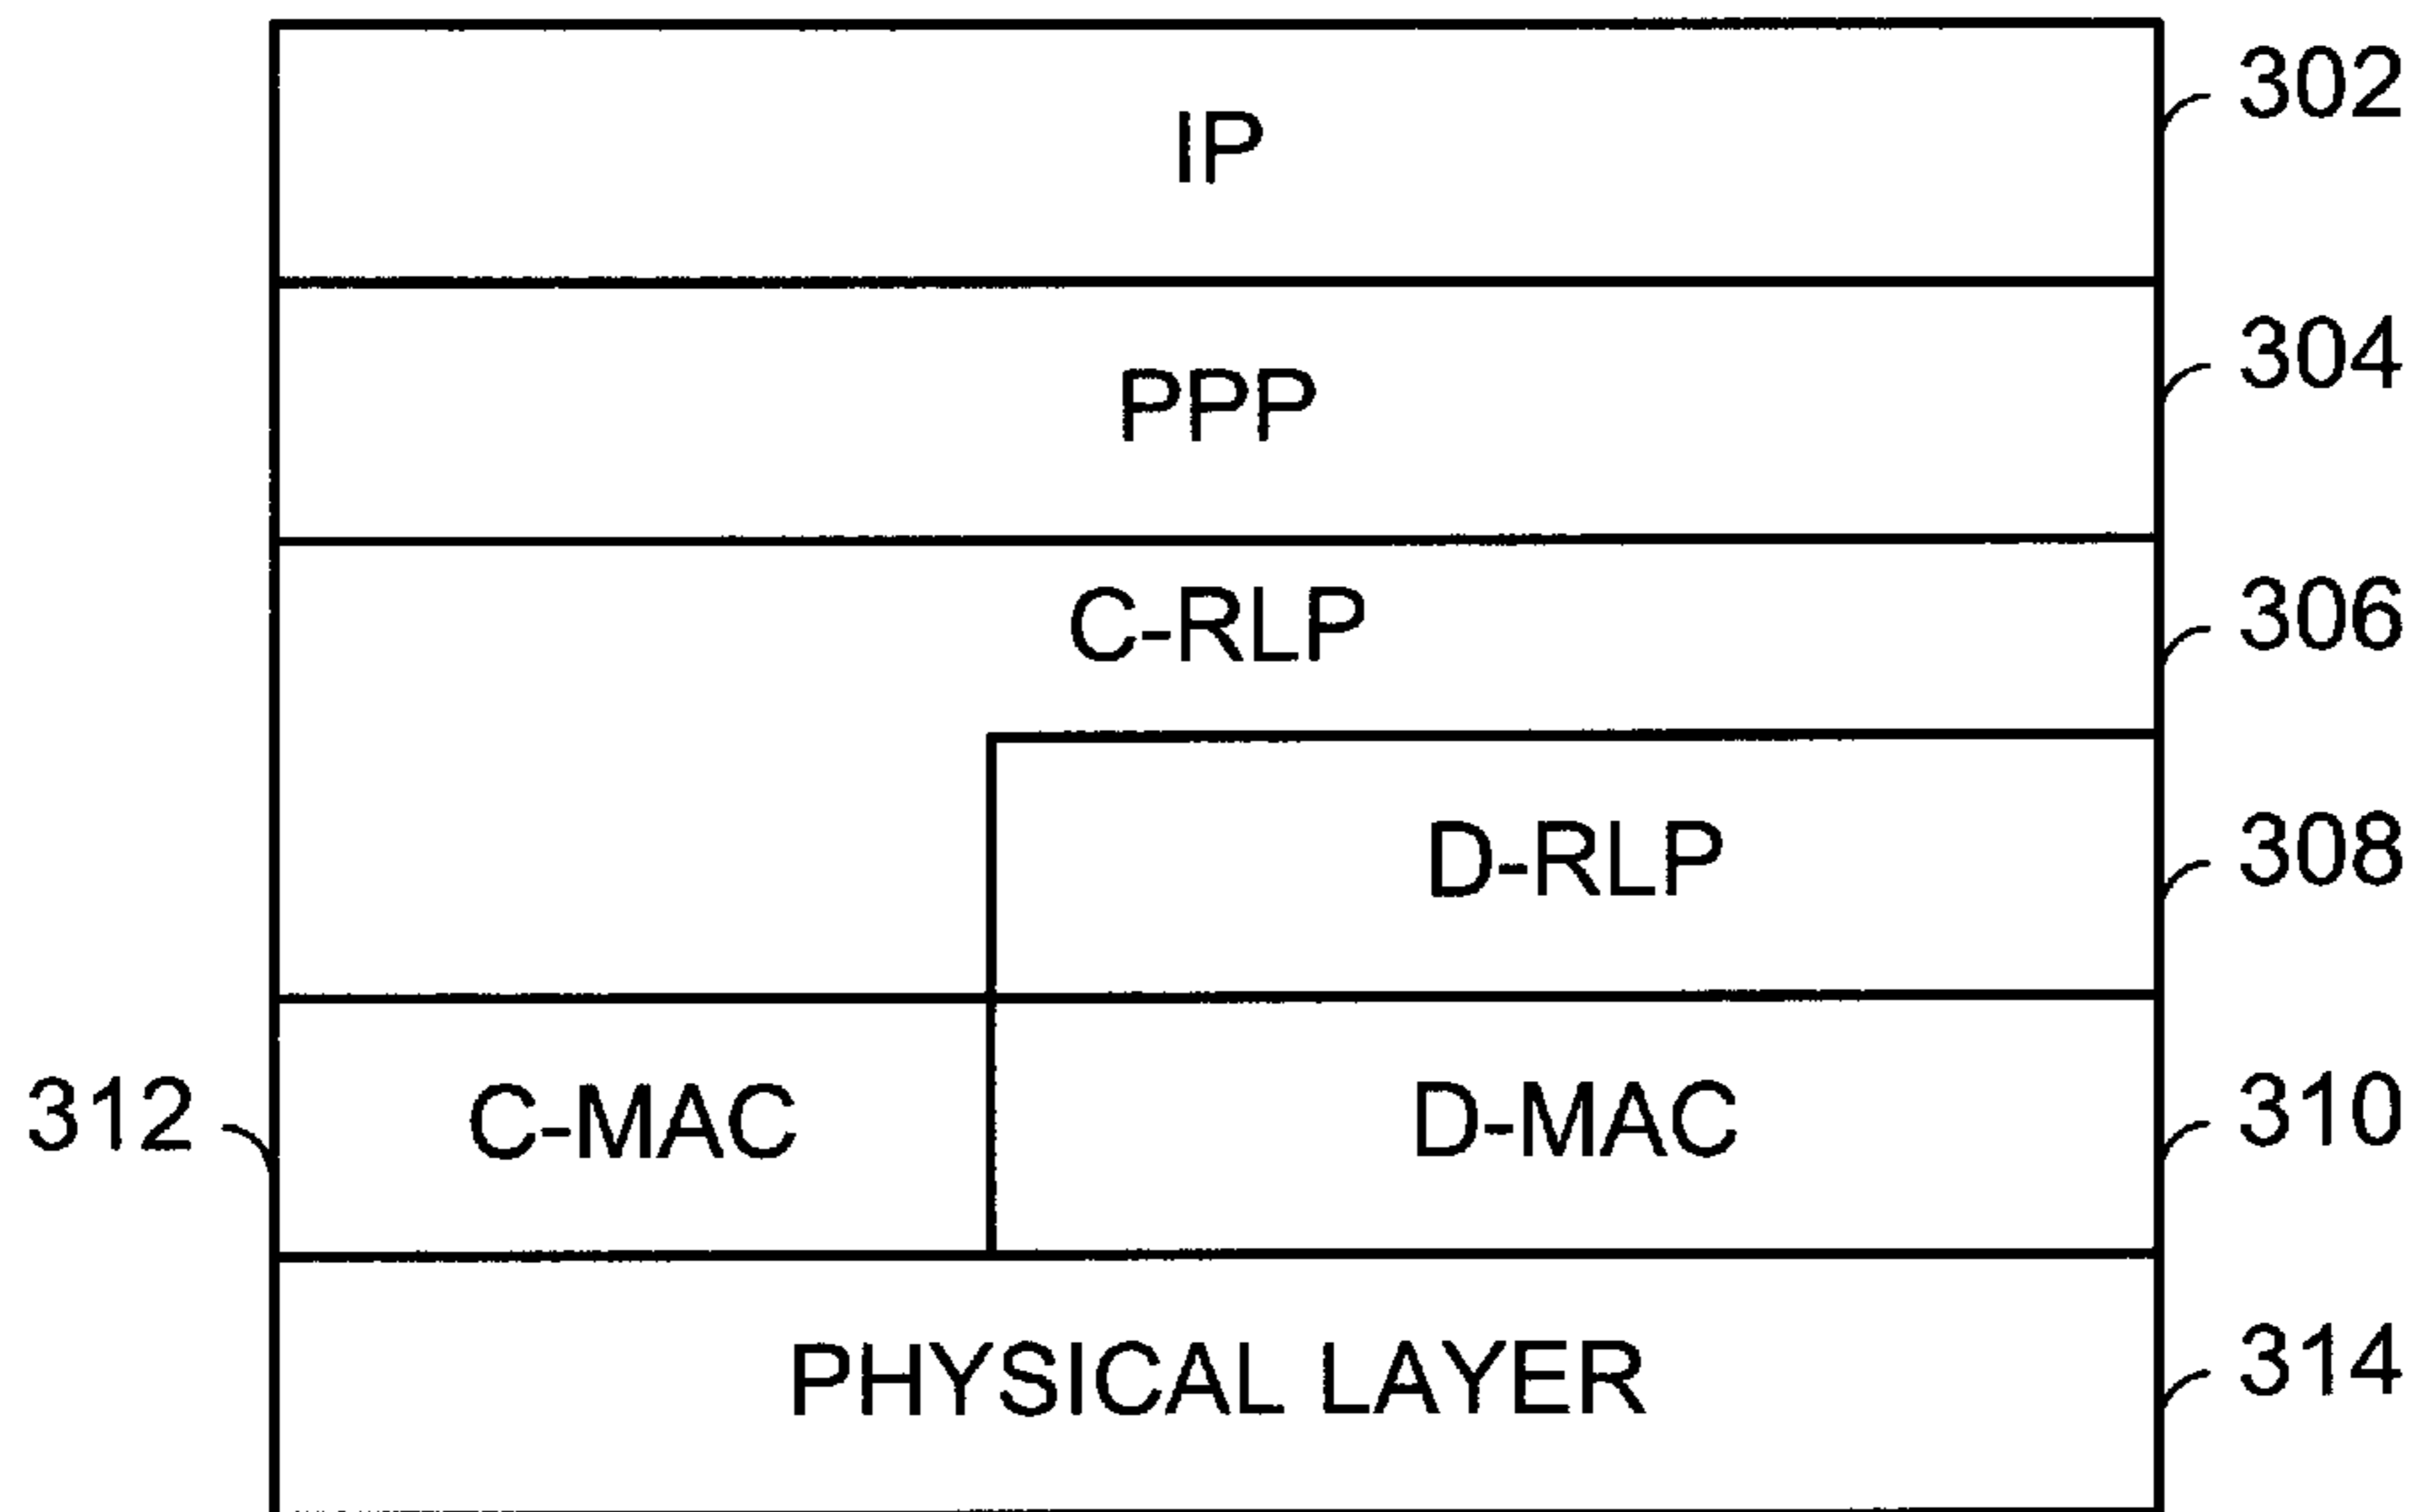 IP
302
PPP
304
C-RLP
306
D-RLP
308
312
C-MAC
D-MAC
310
PHYSICAL LAYER
314